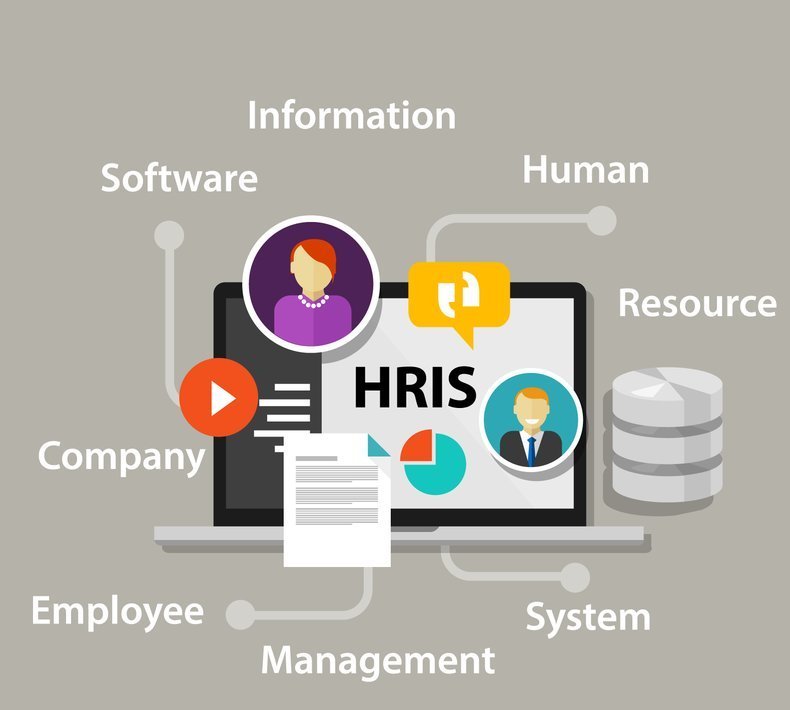 Information
Human
Software
Resource
HRIS
Company
Employee
System
Management